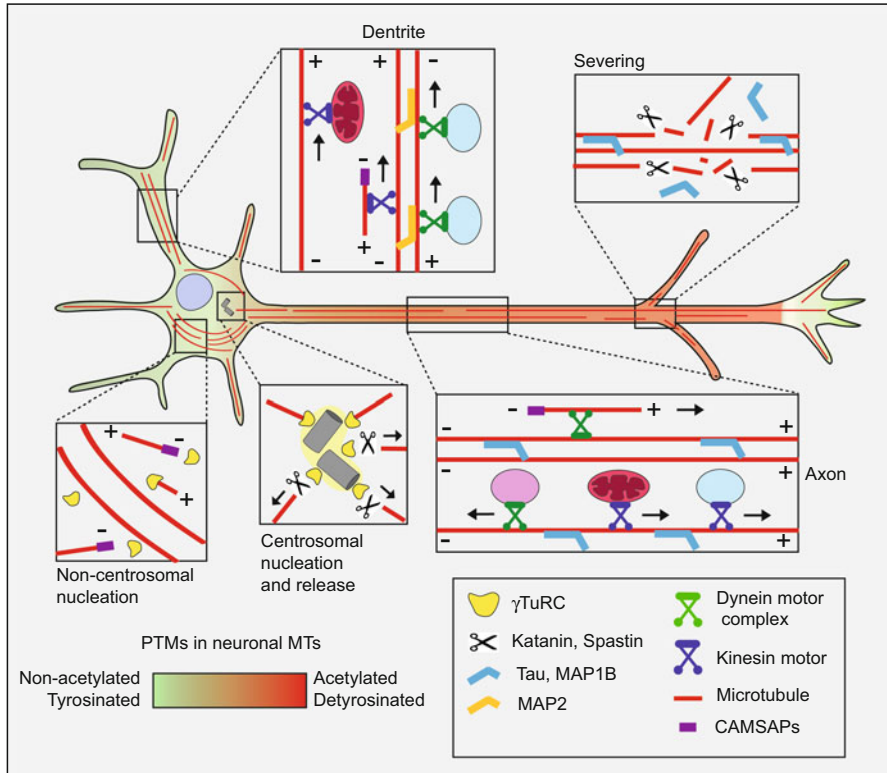 Dentrite
+
+
-
-
+
-
-
+
Severing
-
+
-
+
-
+
-
+
-
+
Axon
+
-
+
-
Non-centrosomal
nucleation
Centrosomal
nucleation
and release
PTMs in neuronal MTs
Non-acetylated
Tyrosinated
Acetylated
Detyrosinated
γTuRC
Katanin, Spastin
Tau, MAP1B
MAP2
Dynein motor
complex
Kinesin motor
Microtubule
CAMSAPs